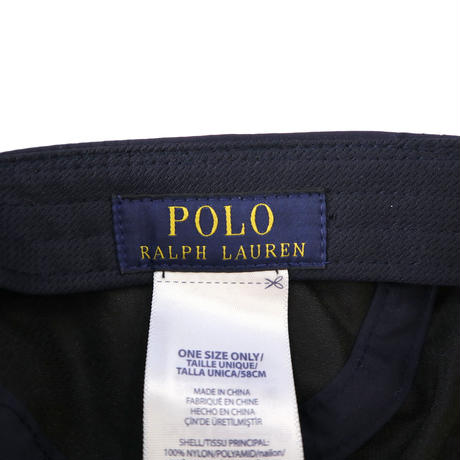 POLO
RALPH LAUREN
ONE SIZE ONLY/
TAILLE UNIQUE/
TALLA UNICA/58CM
MADE IN CHINA
FABRIQUÉ EN CHINE
HECHO EN CHINA
ÇİN'DE ÜRETİLMİŞTİR
SHELL/TISSU PRINCIPAL:
100% NYLON/POLYAMID/nailon/